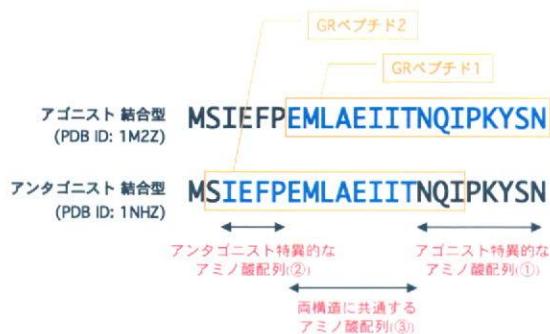 GRペプチド2
GRペプチド1
アゴニスト 結合型
(PDB ID: 1M2Z)
MSIEFPEMLAEIITNQIPKYSN
アンタゴニスト 結合型
(PDB ID: 1NHZ)
MSIEFPEMLAEIITNQIPKYSN
アンタゴニスト特異的な
アミノ酸配列(②)
アゴニスト特異的な
アミノ酸配列(①)
両構造に共通する
アミノ酸配列(③)